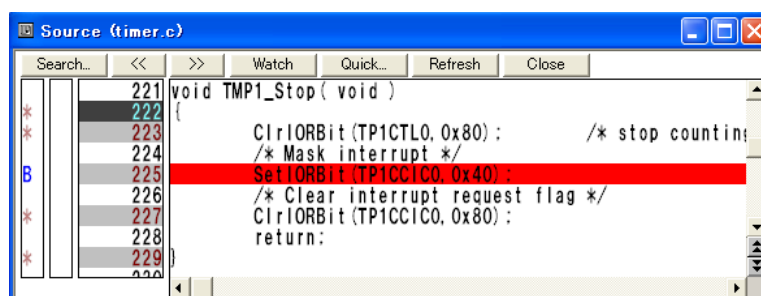 Source (timer.c)
Search... << >> Watch Quick... Refresh Close
221 void TMP1_Stop( void )
* 222 {
* 223 ClrIORBit(TP1CTL0, 0x80); /* stop counting
224 /* Mask interrupt */
B 225 SetIORBit(TP1CCIC0, 0x40);
226 /* Clear interrupt request flag */
* 227 ClrIORBit(TP1CCIC0, 0x80);
228 return;
* 229 }